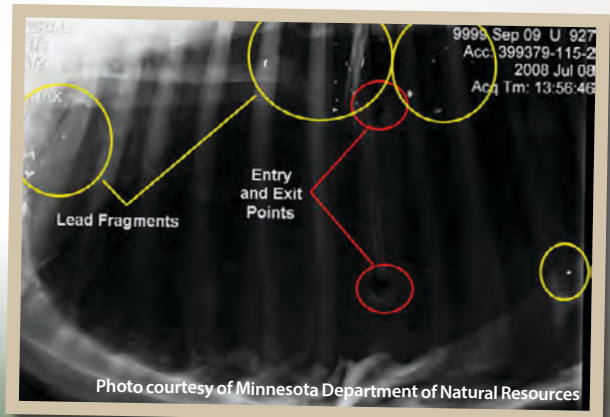 9999 Sep 09 U 927
Acc: 399379-115-2
2008 Jul 08
Acq Tm: 13:56:46
Lead Fragments
Entry
and Exit
Points
Photo courtesy of Minnesota Department of Natural Resources